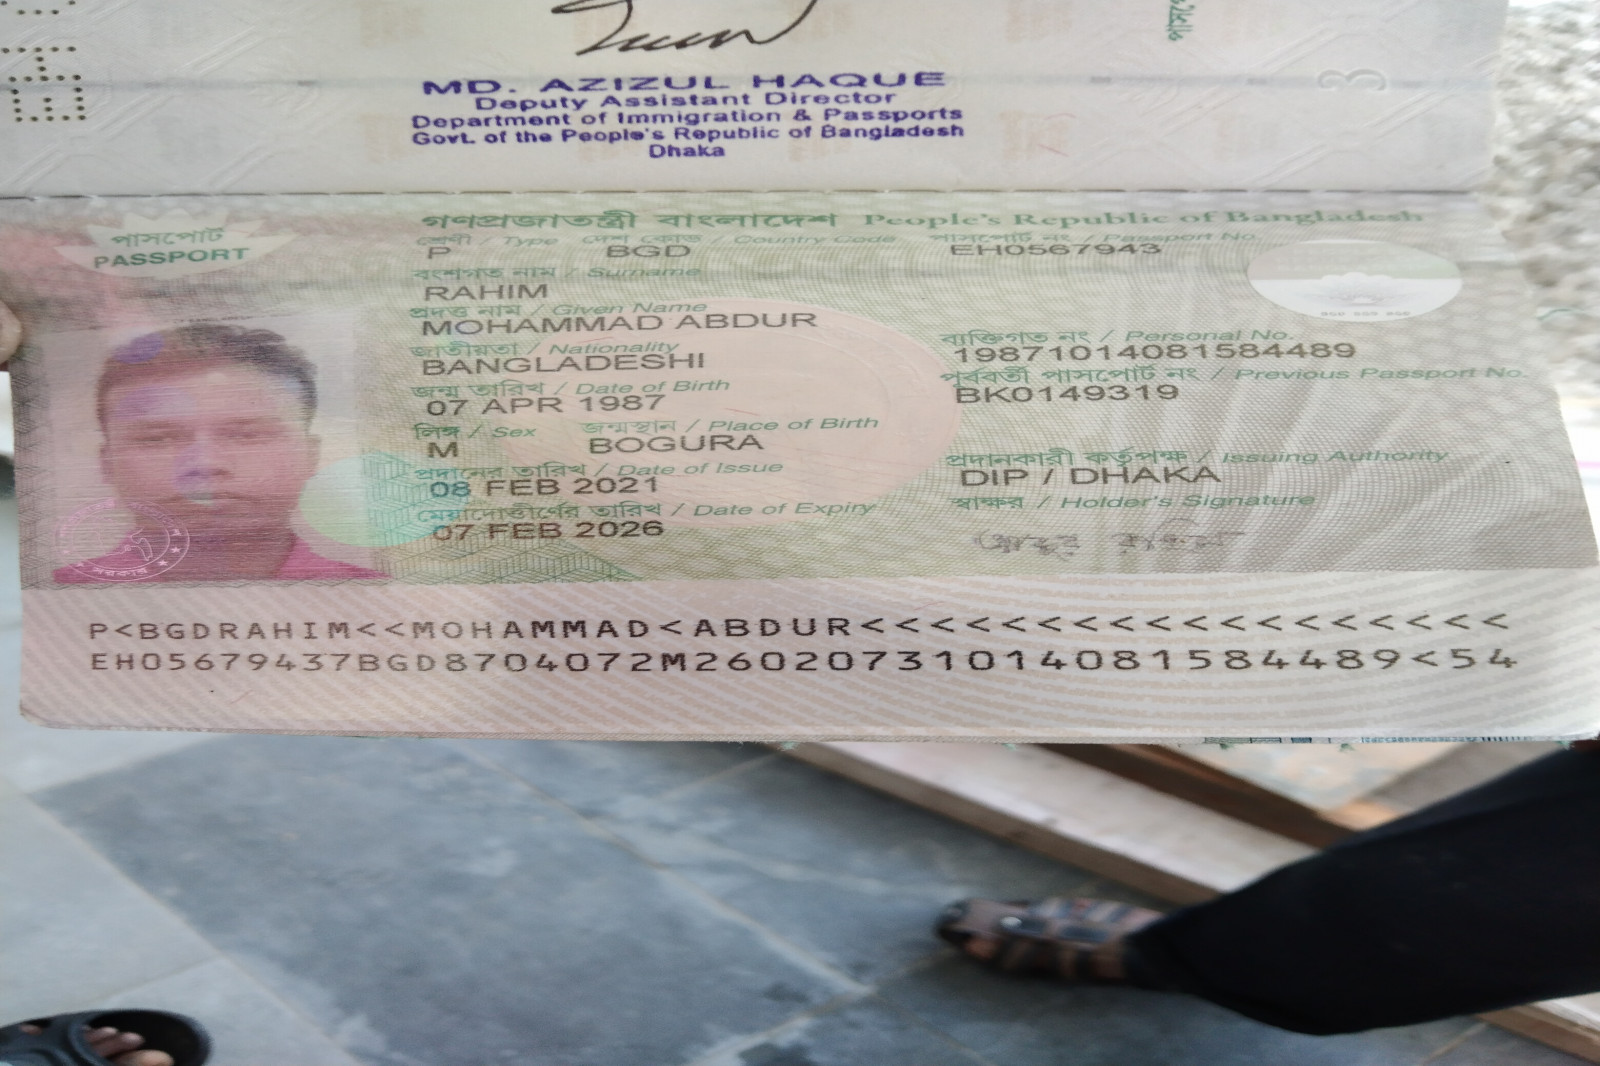 MD. AZIZUL HAQUE
Deputy Assistant Director
Department of Immigration & Passports
Govt. of the People's Republic of Bangladesh
Dhaka
3
গণপ্রজাতন্ত্রী বাংলাদেশ People's Republic of Bangladesh
পাসপোর্ট
PASSPORT
শ্রেণী / Type দেশ কোড / Country Code পাসপোর্ট নং / Passport No.
P BGD EH0567943
বংশগত নাম / Surname
RAHIM
প্রদত্ত নাম / Given Name
MOHAMMAD ABDUR
জাতীয়তা / Nationality
BANGLADESHI
ব্যক্তিগত নং / Personal No.
19871014081584489
জন্ম তারিখ / Date of Birth
07 APR 1987
পূর্ববর্তী পাসপোর্ট নং / Previous Passport No.
BK0149319
লিঙ্গ / Sex জন্মস্থান / Place of Birth
M BOGURA
প্রদানের তারিখ / Date of Issue
08 FEB 2021
প্রদানকারী কর্তৃপক্ষ / Issuing Authority
DIP / DHAKA
মেয়াদোত্তীর্ণের তারিখ / Date of Expiry
07 FEB 2026
স্বাক্ষর / Holder's Signature
P<BGDRAHIM<<MOHAMMAD<ABDUR<<<<<<<<<<<<<<<<<<
EH05679437BGD8704072M26020731014081584489<54